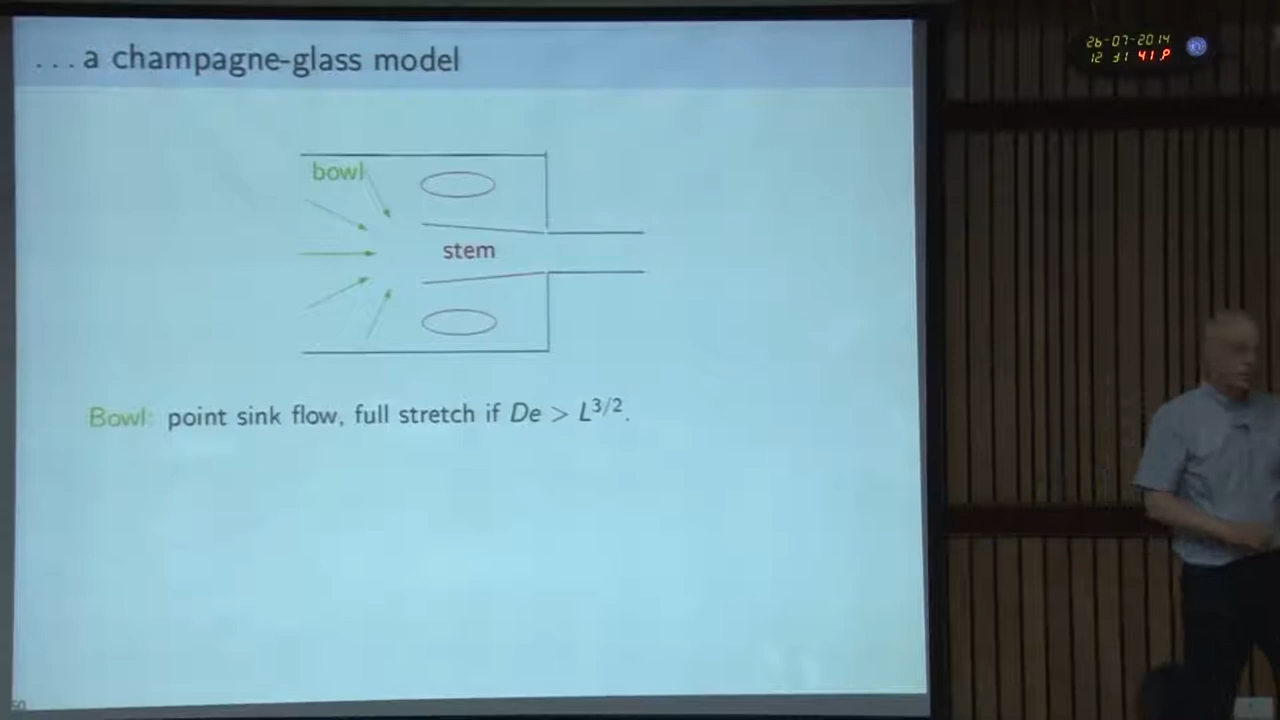 ...a champagne-glass model
bowl
stem
Bowl: point sink flow, full stretch if De > L^{3/2}.
26-07-2014
12 31 41 P
50